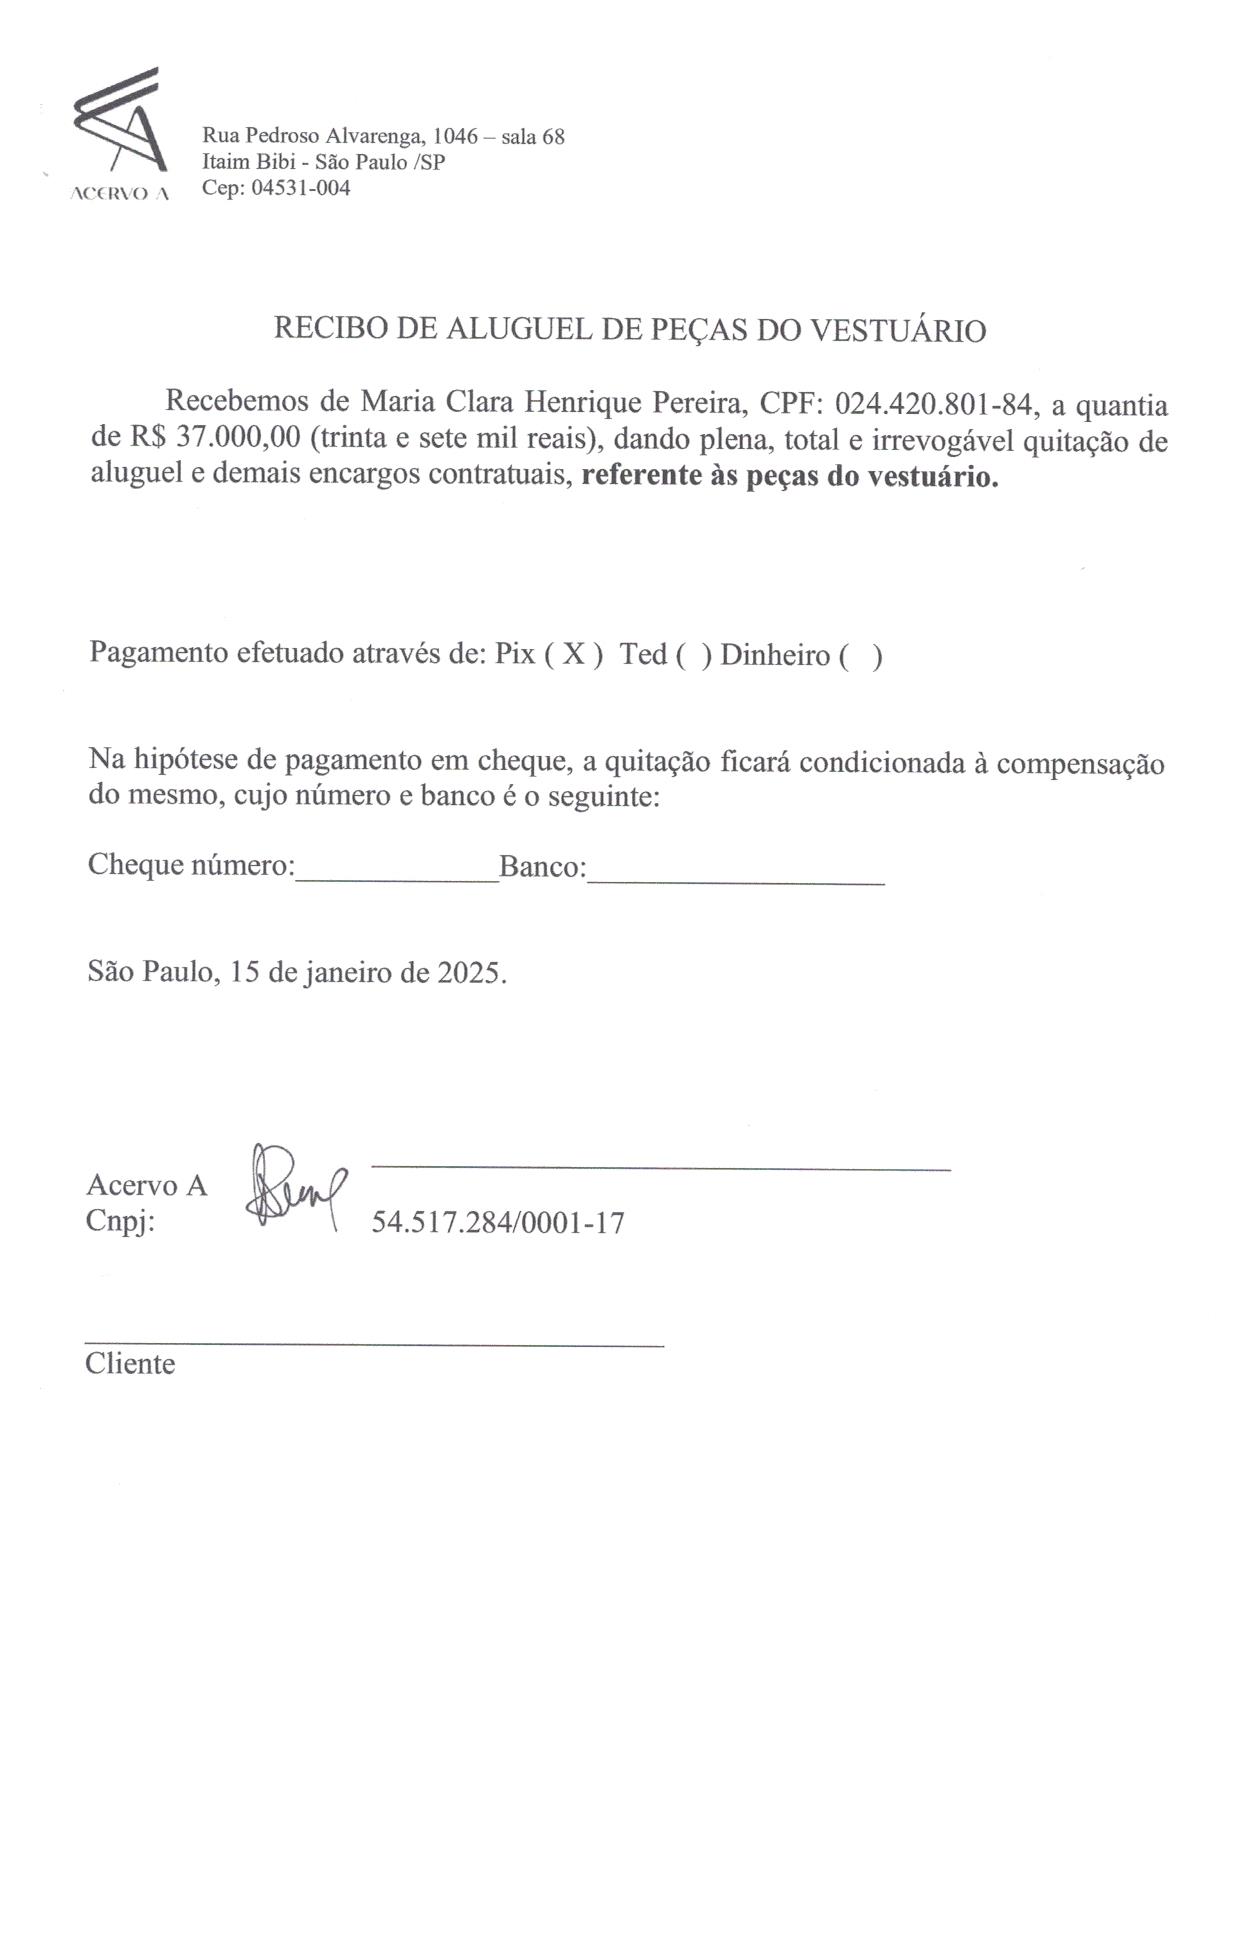 ACERVO A
Rua Pedroso Alvarenga, 1046 – sala 68
Itaim Bibi - São Paulo /SP
Cep: 04531-004
RECIBO DE ALUGUEL DE PEÇAS DO VESTUÁRIO
Recebemos de Maria Clara Henrique Pereira, CPF: 024.420.801-84, a quantia
de R$ 37.000,00 (trinta e sete mil reais), dando plena, total e irrevogável quitação de
aluguel e demais encargos contratuais, referente às peças do vestuário.
Pagamento efetuado através de: Pix ( X ) Ted ( ) Dinheiro ( )
Na hipótese de pagamento em cheque, a quitação ficará condicionada à compensação
do mesmo, cujo número e banco é o seguinte:
Cheque número:_____________Banco:___________________
São Paulo, 15 de janeiro de 2025.
Acervo A
Cnpj: 54.517.284/0001-17
Cliente